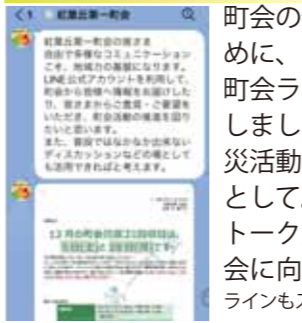 紅葉丘第一町会
紅葉丘第一町会の皆さま
自由で多様なコミュニケーション
こそ、地域力の基盤になります。
LINE公式アカウントを利用して、
町会から皆様へ情報をお届けした
り、皆さまからご意見・ご要望を
いただき、町会活動の推進を図り
たいと思います。
また、普段ではなかなか出来ない
ディスカッションなどの場として
も活用できればと考えます。
町会の
めに、
町会ラ
しまし
災活動
として
トーク
会に向
ラインも